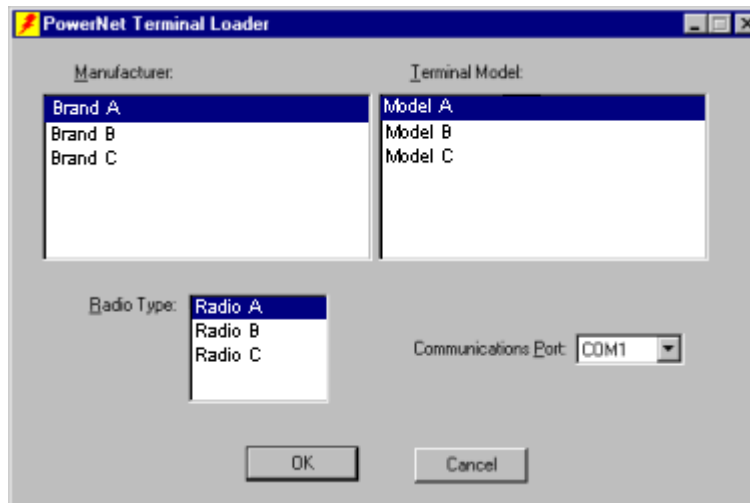 PowerNet Terminal Loader
Manufacturer: Terminal Model:
Brand A Model A
Brand B Model B
Brand C Model C
Radio Type: Radio A
Radio B
Radio C
Communications Port: COM1
OK Cancel